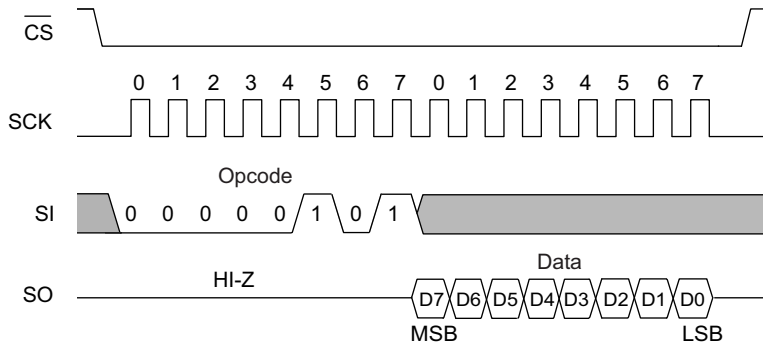 CS
0 1 2 3 4 5 6 7 0 1 2 3 4 5 6 7
SCK
Opcode
SI 0 0 0 0 0 1 0 1
HI-Z Data
SO D7 D6 D5 D4 D3 D2 D1 D0
MSB LSB